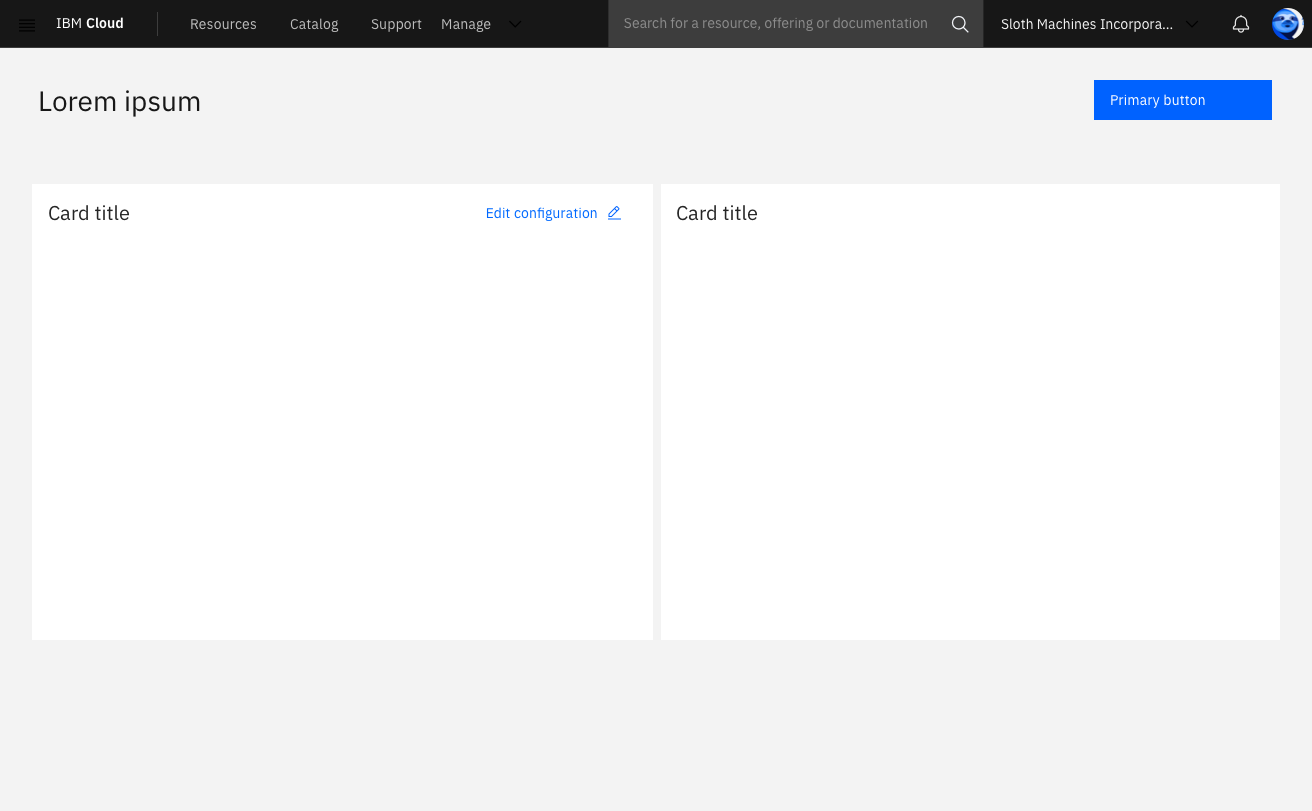 IBM Cloud Resources Catalog Support Manage Search for a resource, offering or documentation Sloth Machines Incorpora...
Lorem ipsum Primary button
Card title Edit configuration Card title